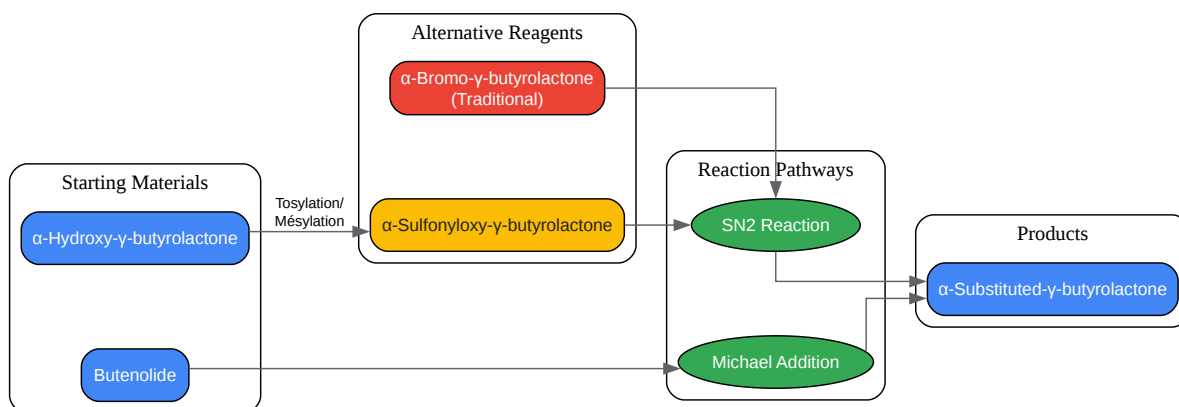 Alternative Reagents
α-Bromo-γ-butyrolactone
(Traditional)
Starting Materials
Reaction Pathways
Tosylation/
Mésylation
α-Hydroxy-γ-butyrolactone
α-Sulfonyloxy-γ-butyrolactone
SN2 Reaction
Products
α-Substituted-γ-butyrolactone
Butenolide
Michael Addition